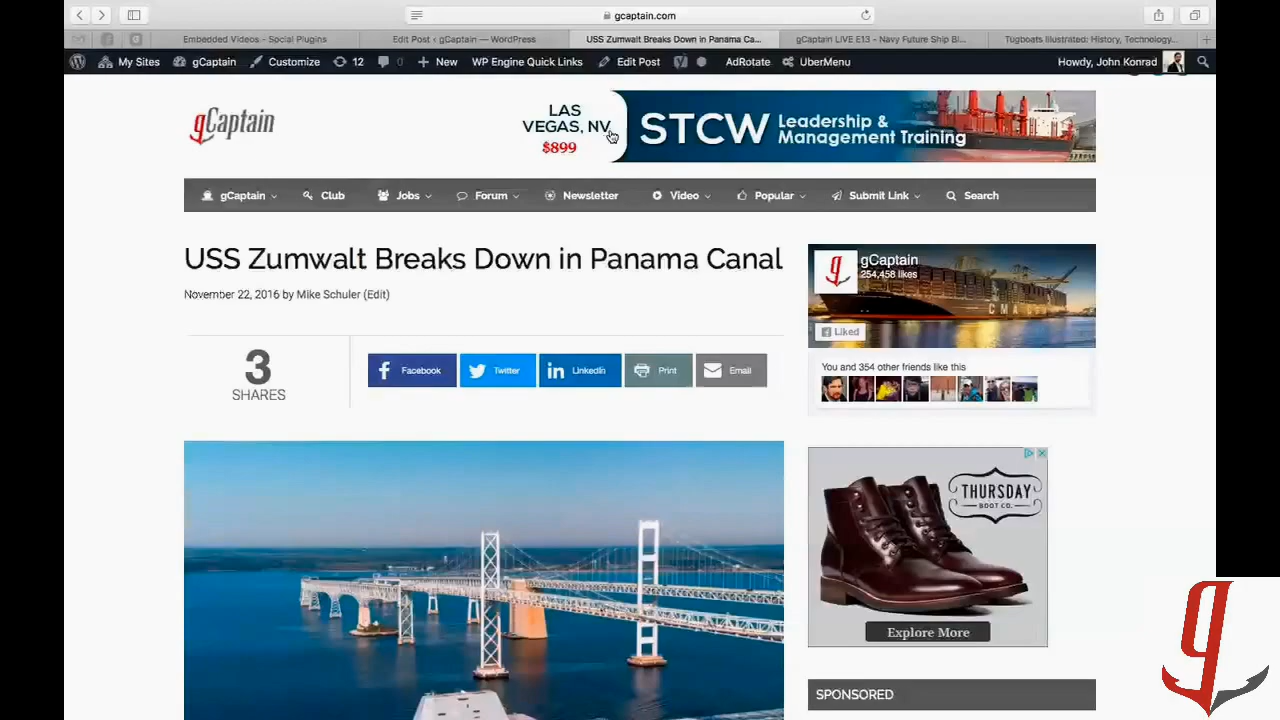 gcaptain.com
Embedded Videos - Social Plugins
Edit Post ‹ gCaptain — WordPress
USS Zumwalt Breaks Down in Panama Ca...
gCaptain LIVE E13 - Navy Future Ship Bl...
Tugboats Illustrated: History, Technology...
My Sites
gCaptain
Customize
12
0
+ New
WP Engine Quick Links
Edit Post
AdRotate
UberMenu
Howdy, John Konrad
gCaptain
LAS
VEGAS, NV
$899
STCW
Leadership &
Management Training
gCaptain
Club
Jobs
Forum
Newsletter
Video
Popular
Submit Link
Search
USS Zumwalt Breaks Down in Panama Canal
November 22, 2016 by Mike Schuler (Edit)
3
SHARES
Facebook
Twitter
LinkedIn
Print
Email
gCaptain
254,458 likes
CMA C
Liked
You and 354 other friends like this
THURSDAY
BOOT CO.
Explore More
SPONSORED
g